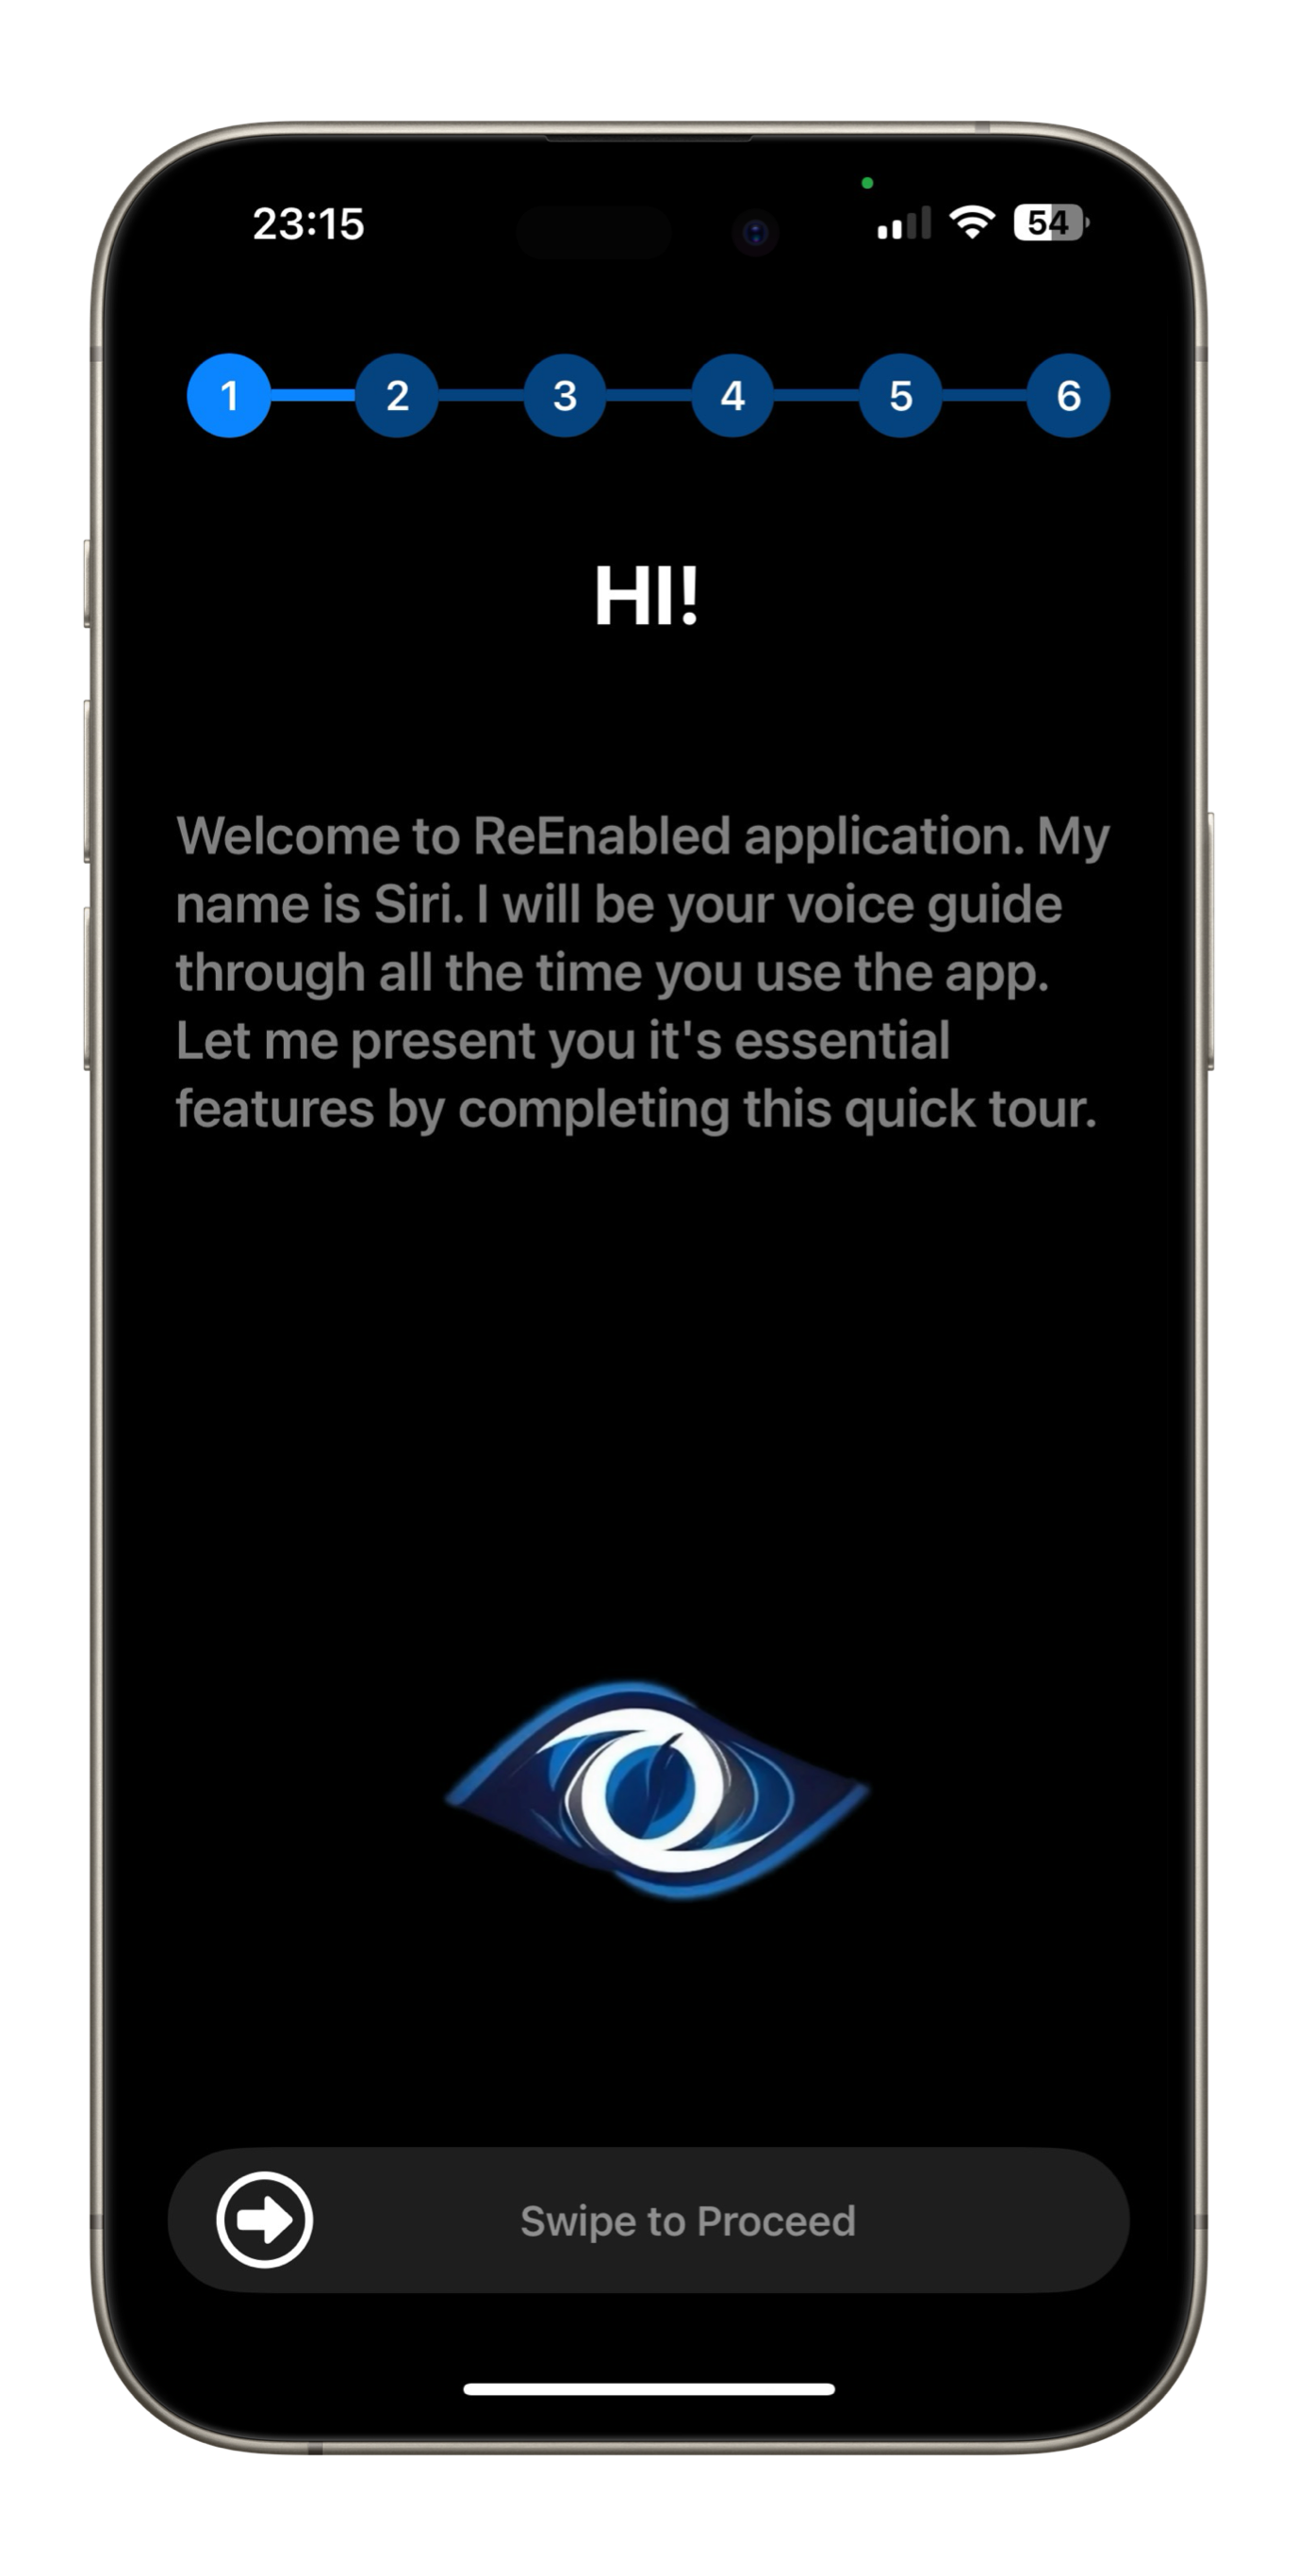 23:15
54
1 2 3 4 5 6
HI!
Welcome to ReEnabled application. My
name is Siri. I will be your voice guide
through all the time you use the app.
Let me present you it's essential
features by completing this quick tour.
Swipe to Proceed